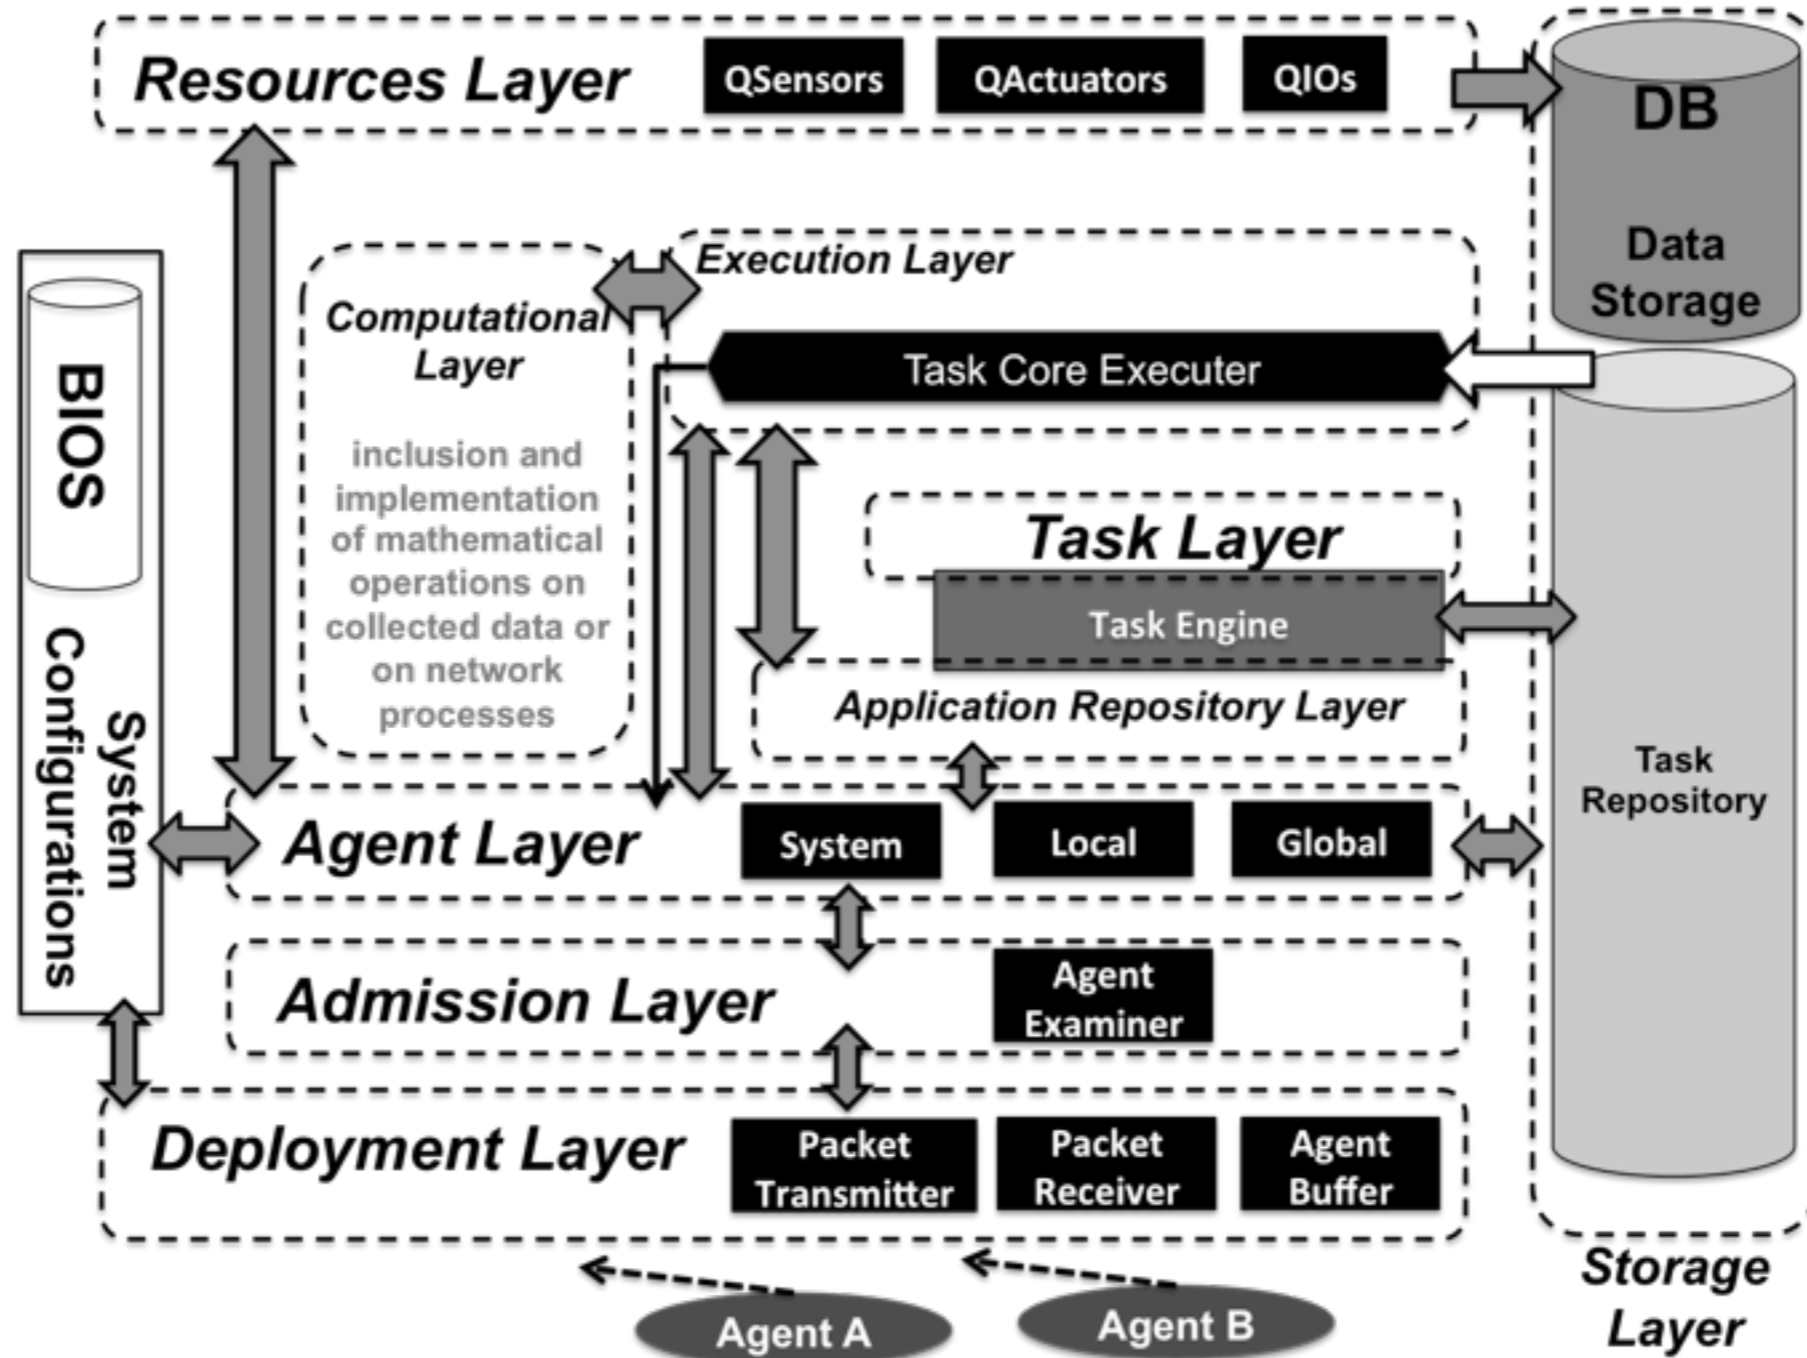 Resources Layer
QSensors
QActuators
QIOs
DB
Data
Storage
Execution Layer
Computational
Layer
Task Core Executer
inclusion and
implementation
of mathematical
operations on
collected data or
on network
processes
BIOS
System
Configurations
Task Layer
Task Engine
Application Repository Layer
Task
Repository
Agent Layer
System
Local
Global
Admission Layer
Agent
Examiner
Deployment Layer
Packet
Transmitter
Packet
Receiver
Agent
Buffer
Storage
Layer
Agent A
Agent B